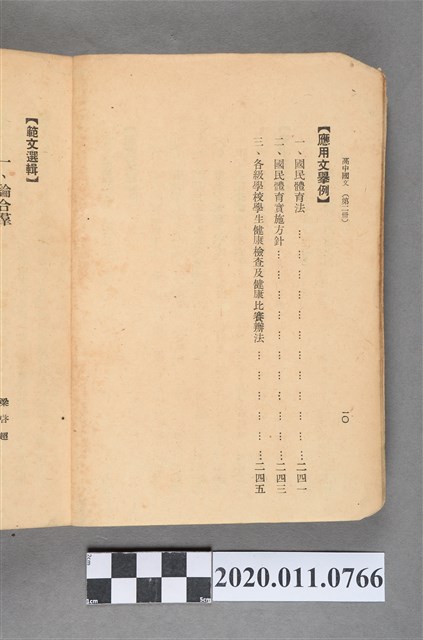 高中國文 (第二冊)
一〇
【應用文舉例】
一、國民體育法 … … … … … … … … … … … 二四一
二、國民體育實施方針 … … … … … … … … … … 二四三
三、各級學校學生健康檢查及健康比賽辦法 … … … … … … 二四五
【範文選輯】
一、論合羣
梁啓超
2020.011.0766
5cm